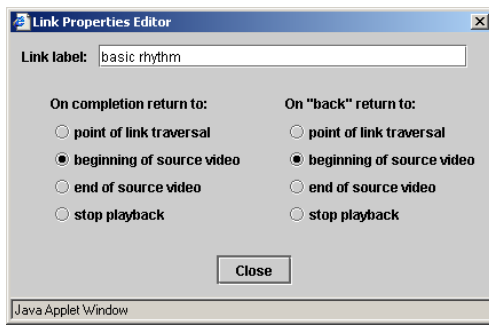 Link Properties Editor
Link label: basic rhythm
On completion return to:
point of link traversal
beginning of source video
end of source video
stop playback
On "back" return to:
point of link traversal
beginning of source video
end of source video
stop playback
Close
Java Applet Window